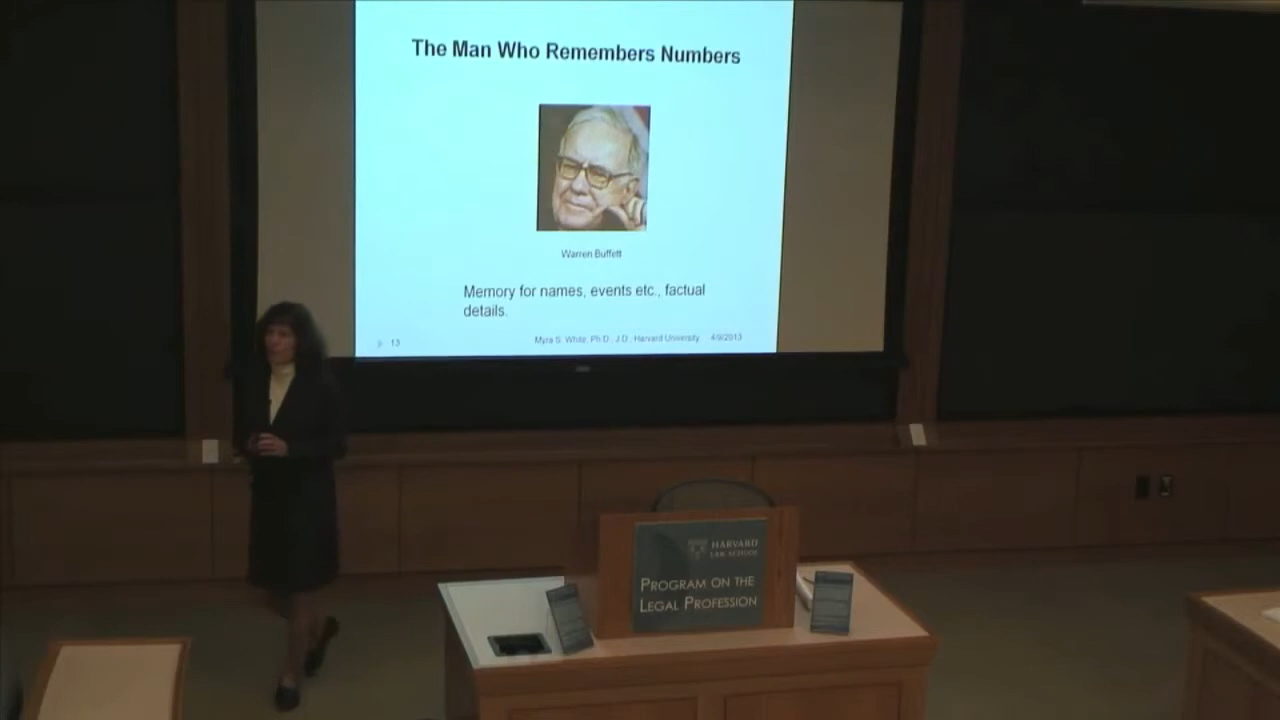 The Man Who Remembers Numbers
Warren Buffett
Memory for names, events etc., factual
details.
13
Myra S. White, Ph.D., J.D., Harvard University
4/9/2013
HARVARD
LAW SCHOOL
PROGRAM ON THE
LEGAL PROFESSION